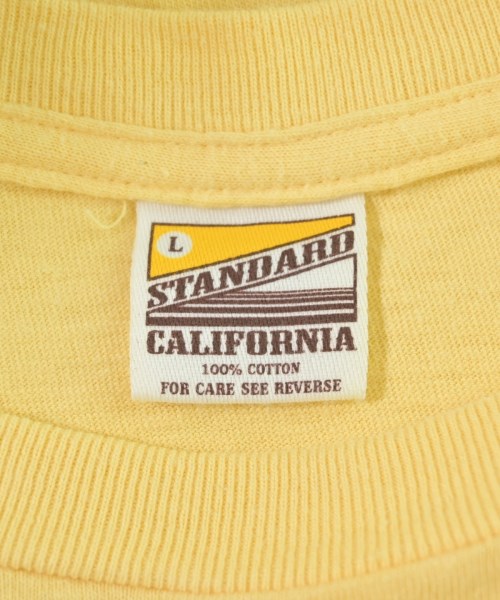 L
STANDARD
CALIFORNIA
100% COTTON
FOR CARE SEE REVERSE